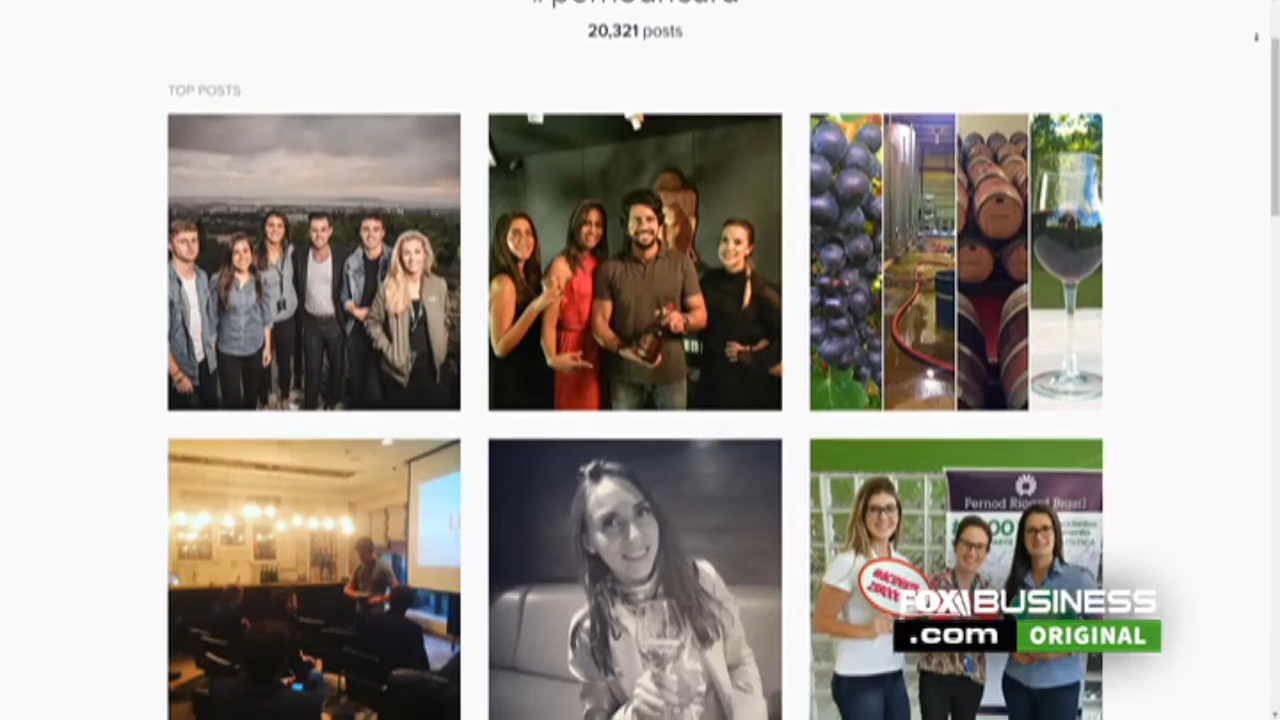 20,321 posts
TOP POSTS
Pernod Ricard Brasil
FOX BUSINESS
.com ORIGINAL